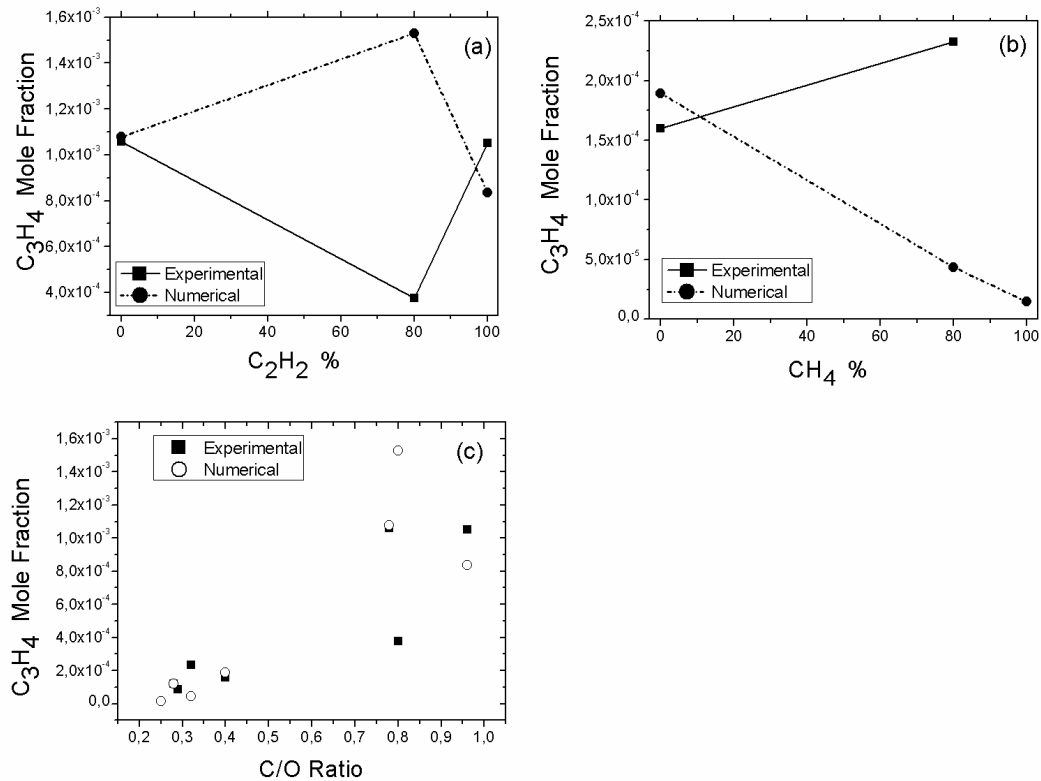 (a)
C₃H₄ Mole Fraction
1,6x10⁻³
1,4x10⁻³
1,2x10⁻³
1,0x10⁻³
8,0x10⁻⁴
6,0x10⁻⁴
4,0x10⁻⁴
Experimental
Numerical
0 20 40 60 80 100
C₂H₂ %
(b)
C₃H₄ Mole Fraction
2,5x10⁻⁴
2,0x10⁻⁴
1,5x10⁻⁴
1,0x10⁻⁴
5,0x10⁻⁵
0,0
Experimental
Numerical
0 20 40 60 80 100
CH₄ %
(c)
C₃H₄ Mole Fraction
1,6x10⁻³
1,4x10⁻³
1,2x10⁻³
1,0x10⁻³
8,0x10⁻⁴
6,0x10⁻⁴
4,0x10⁻⁴
2,0x10⁻⁴
0,0
Experimental
Numerical
0,2 0,3 0,4 0,5 0,6 0,7 0,8 0,9 1,0
C/O Ratio